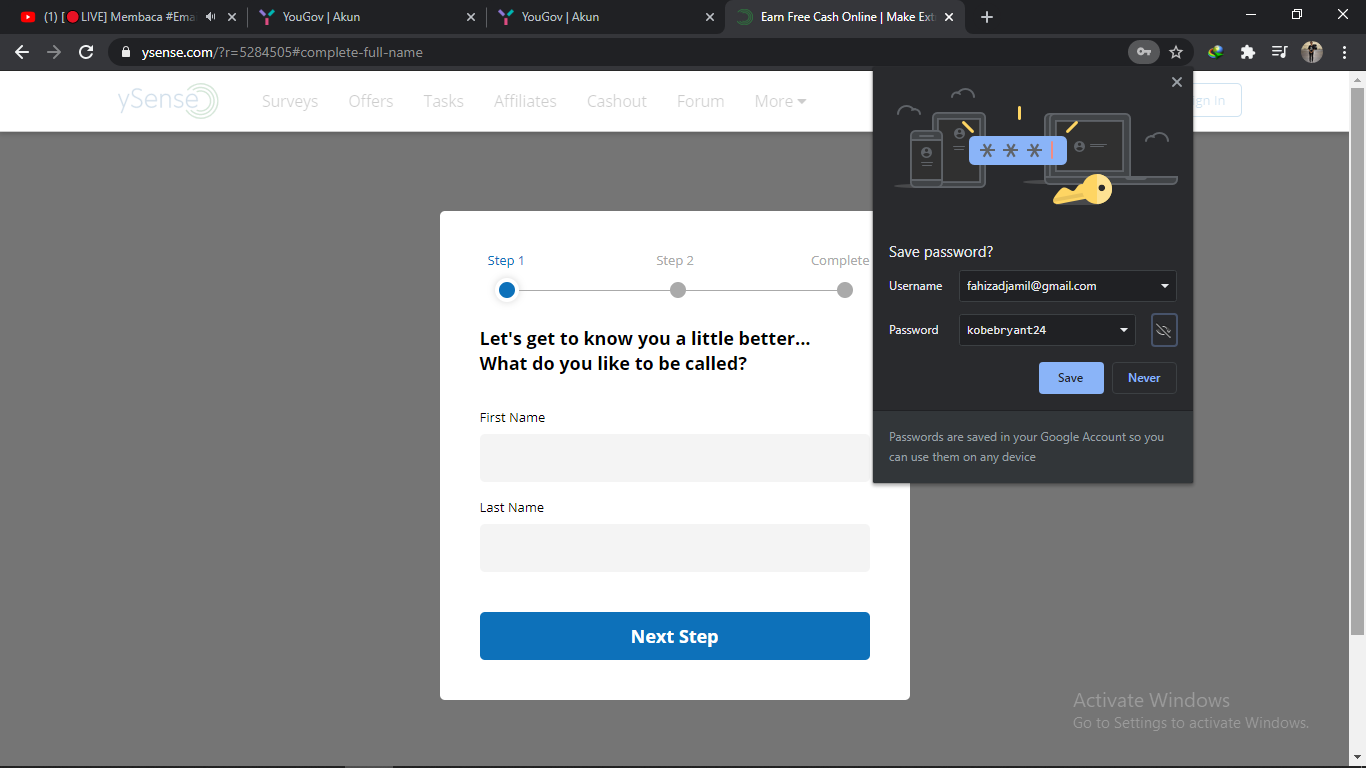 (1) [🔴LIVE] Membaca #Ema
YouGov | Akun
YouGov | Akun
Earn Free Cash Online | Make Ext
ysense.com/?r=5284505#complete-full-name
ySense
Surveys Offers Tasks Affiliates Cashout Forum More
gn In
* * *
Save password?
Username fahizadjamil@gmail.com
Password kobebryant24
Save Never
Passwords are saved in your Google Account so you
can use them on any device
Step 1 Step 2 Complete
Let's get to know you a little better...
What do you like to be called?
First Name
Last Name
Next Step
Activate Windows
Go to Settings to activate Windows.